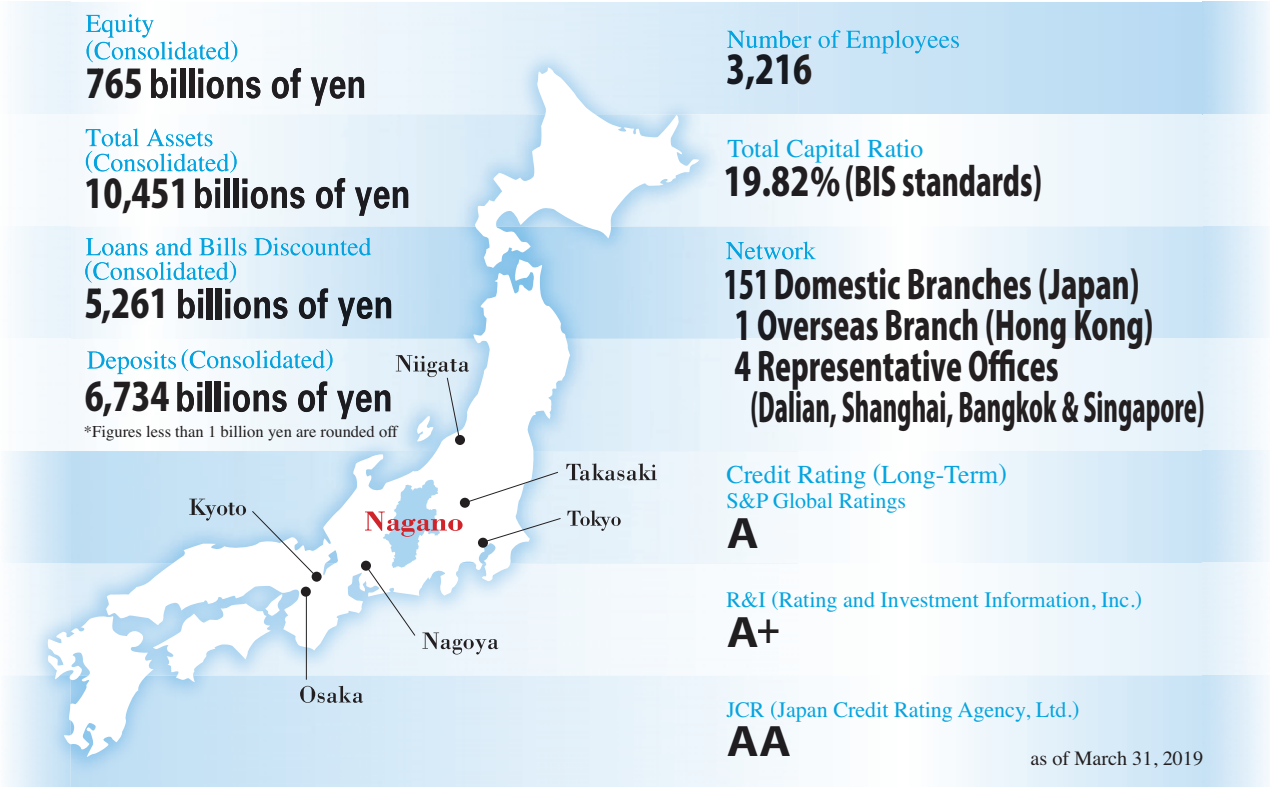 Equity
(Consolidated)
765 billions of yen
Total Assets
(Consolidated)
10,451 billions of yen
Loans and Bills Discounted
(Consolidated)
5,261 billions of yen
Deposits (Consolidated)
6,734 billions of yen
*Figures less than 1 billion yen are rounded off
Niigata
Takasaki
Kyoto
Nagano
Tokyo
Nagoya
Osaka
Number of Employees
3,216
Total Capital Ratio
19.82% (BIS standards)
Network
151 Domestic Branches (Japan)
1 Overseas Branch (Hong Kong)
4 Representative Offices
(Dalian, Shanghai, Bangkok & Singapore)
Credit Rating (Long-Term)
S&P Global Ratings
A
R&I (Rating and Investment Information, Inc.)
A+
JCR (Japan Credit Rating Agency, Ltd.)
AA
as of March 31, 2019